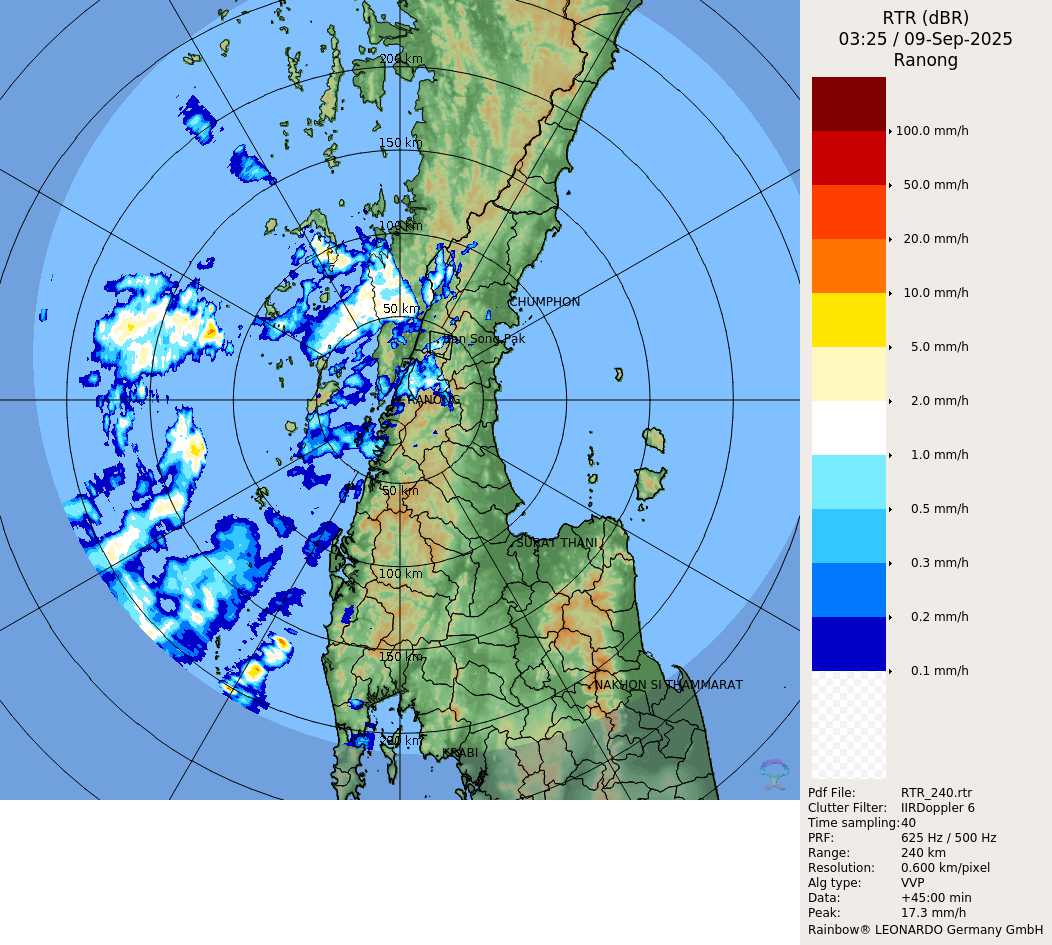 RTR (dBR)
03:25 / 09-Sep-2025
Ranong
200 km
150 km
100 km
50 km
CHUMPHON
Ban Song Pak
RANONG
50 km
SURAT THANI
100 km
150 km
NAKHON SI THAMMARAT
200 km
KRABI
100.0 mm/h
50.0 mm/h
20.0 mm/h
10.0 mm/h
5.0 mm/h
2.0 mm/h
1.0 mm/h
0.5 mm/h
0.3 mm/h
0.2 mm/h
0.1 mm/h
Pdf File: RTR_240.rtr
Clutter Filter: IIRDoppler 6
Time sampling:40
PRF: 625 Hz / 500 Hz
Range: 240 km
Resolution: 0.600 km/pixel
Alg type: VVP
Data: +45:00 min
Peak: 17.3 mm/h
Rainbow® LEONARDO Germany GmbH